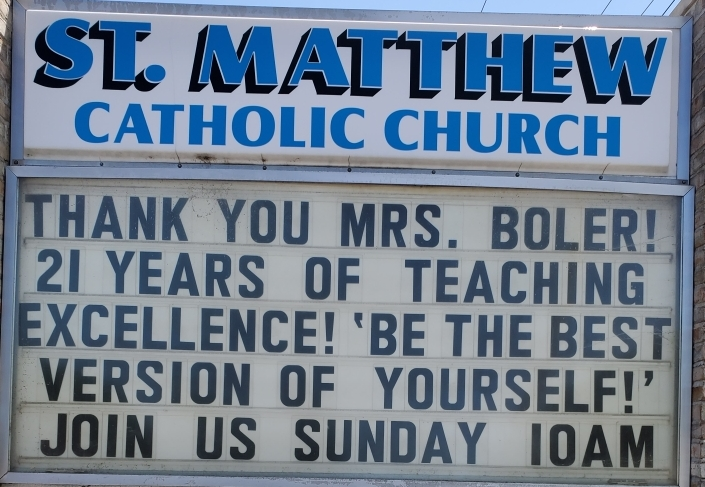 ST. MATTHEW
CATHOLIC CHURCH
THANK YOU MRS. BOLER!
21 YEARS OF TEACHING
EXCELLENCE! 'BE THE BEST
VERSION OF YOURSELF!'
JOIN US SUNDAY 10AM